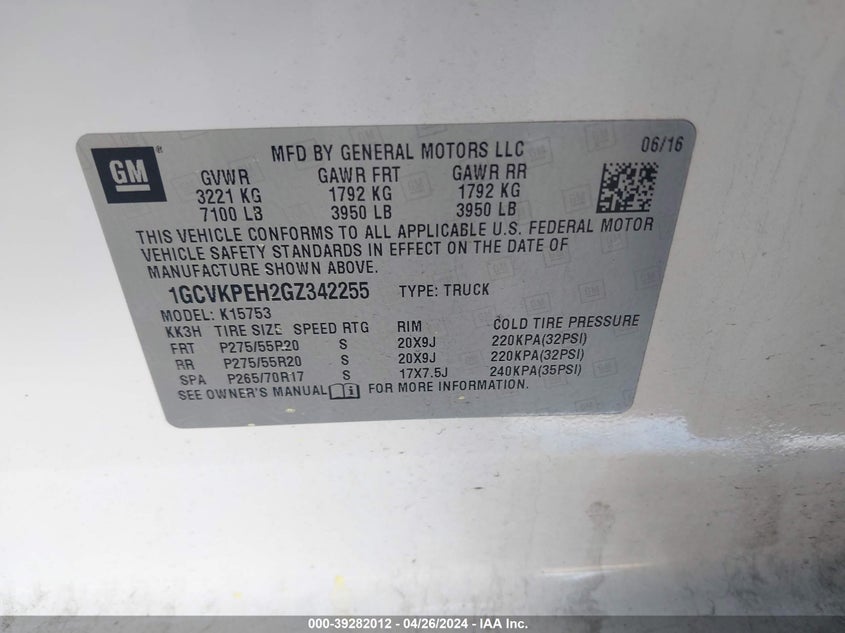 GM
MFD BY GENERAL MOTORS LLC 06/16
GVWR GAWR FRT GAWR RR
3221 KG 1792 KG 1792 KG
7100 LB 3950 LB 3950 LB
THIS VEHICLE CONFORMS TO ALL APPLICABLE U.S. FEDERAL MOTOR
VEHICLE SAFETY STANDARDS IN EFFECT ON THE DATE OF
MANUFACTURE SHOWN ABOVE.
1GCVKPEH2GZ342255 TYPE: TRUCK
MODEL: K15753
KK3H TIRE SIZE SPEED RTG RIM COLD TIRE PRESSURE
FRT P275/55R20 S 20X9J 220KPA(32PSI)
RR P275/55R20 S 20X9J 220KPA(32PSI)
SPA P265/70R17 S 17X7.5J 240KPA(35PSI)
SEE OWNER'S MANUAL FOR MORE INFORMATION.
000-39282012 - 04/26/2024 - IAA Inc.